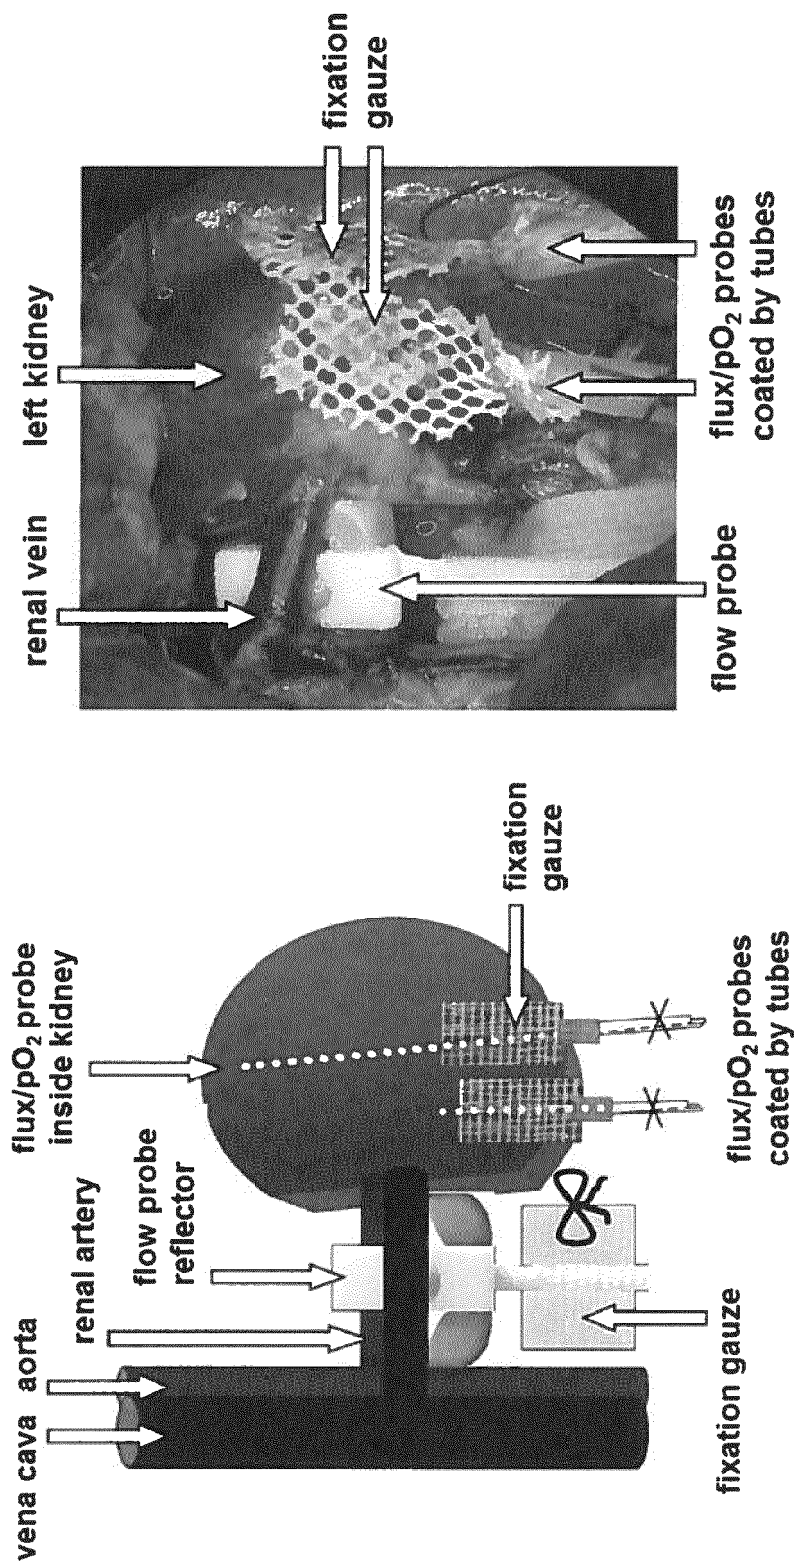 vena cava
aorta
renal artery
flow probe
reflector
flux/pO₂ probe
inside kidney
fixation
gauze
fixation gauze
flux/pO₂ probes
coated by tubes
renal vein
left kidney
fixation
gauze
flow probe
flux/pO₂ probes
coated by tubes